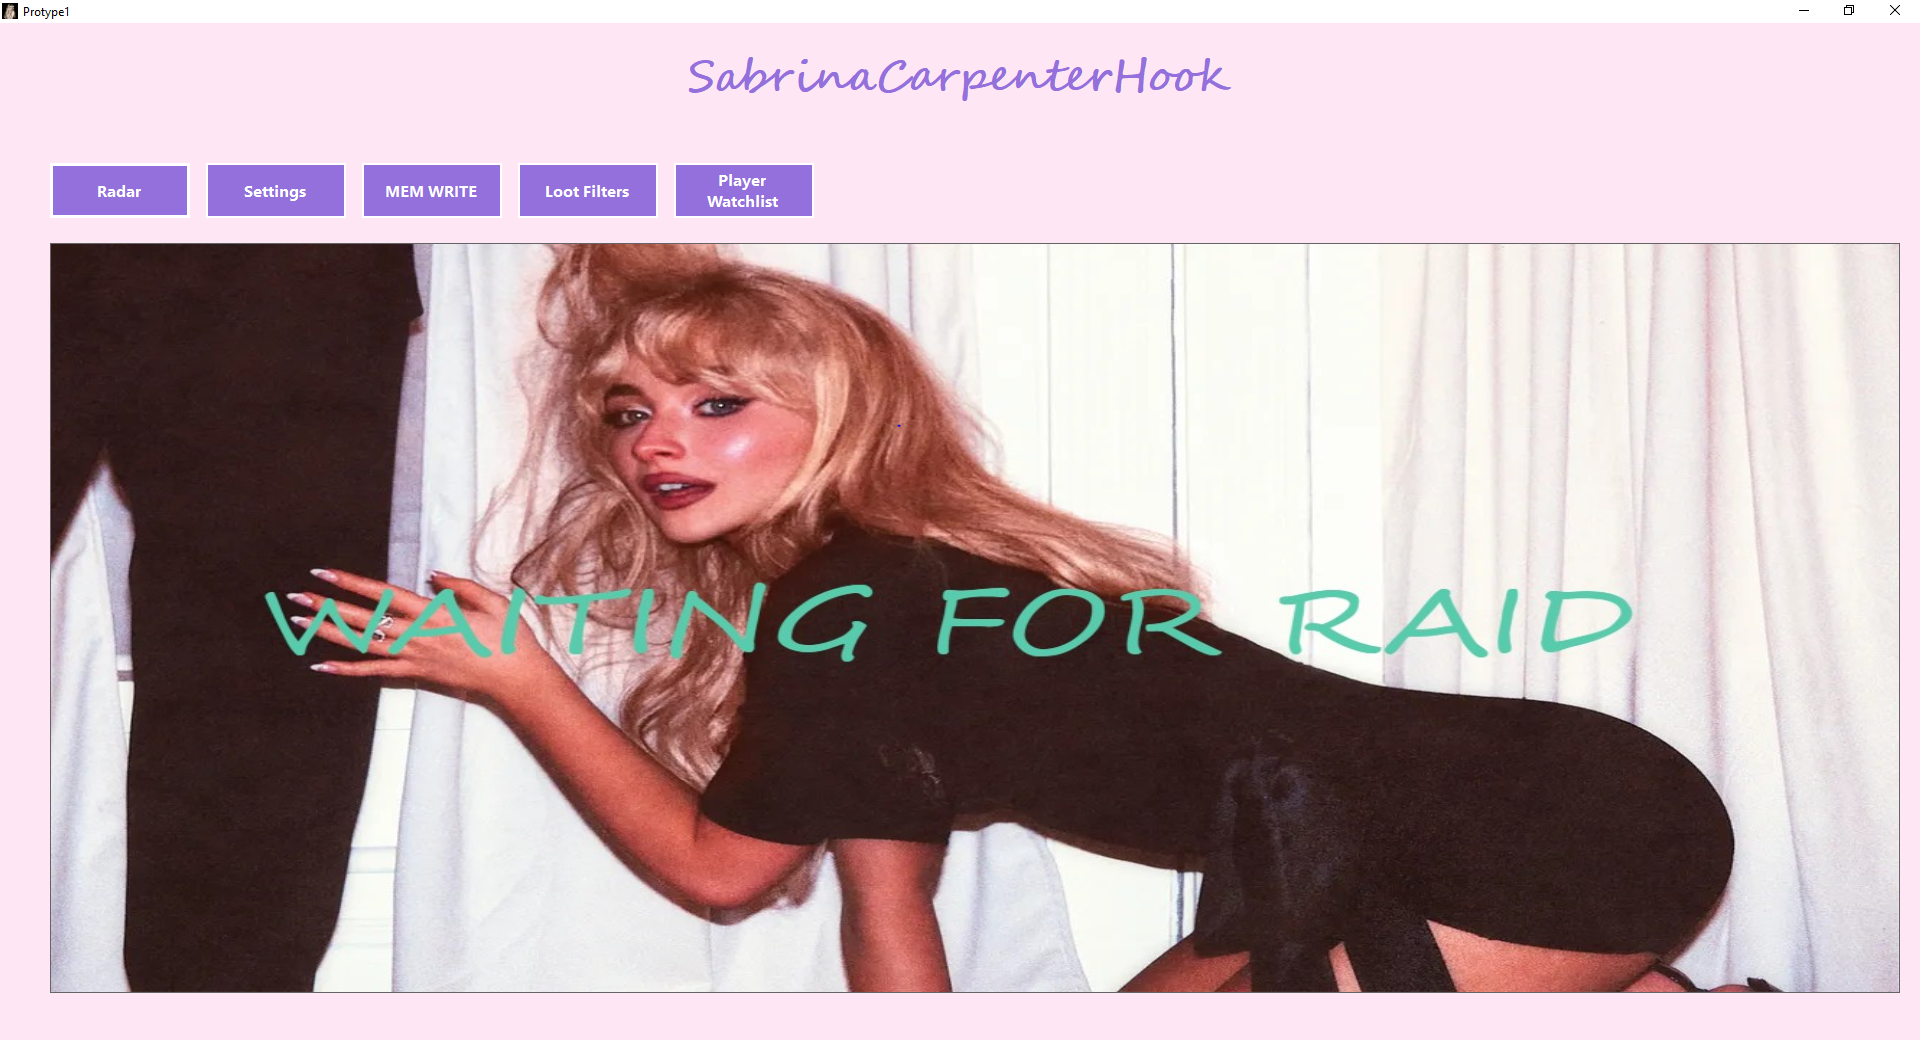 Protype1
SabrinaCarpenterHook
Radar
Settings
MEM WRITE
Loot Filters
Player
Watchlist
WAITING FOR RAID